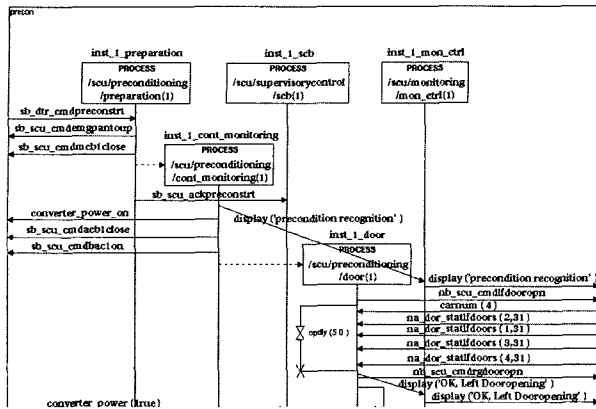 precon
inst_1_preparation inst_1_scb inst_1_mon_ctrl
PROCESS PROCESS PROCESS
/scu/preconditioning /scu/supervisorycontrol /scu/monitoring
/preparation(1) /scb(1) /mon_ctrl(1)
sb_dtr_cmdpreconstrt
sb_scu_cmdemgpantoup
inst_1_cont_monitoring
sb_scu_cmdmcb1close
PROCESS
/scu/preconditioning
/cont_monitoring(1)
sb_scu_ackpreconstrt
converter_power_on
display ('precondition recognition' )
sb_scu_cmdacb1close
inst_1_door
sb_scu_cmdbacion
PROCESS
/scu/preconditioning
/door(1)
display ('precondition recognition' )
nb_scu_cmdlfdooropn
carnum ( 4 )
na_dor_statlfdoors ( 2,31 )
opdly ( 5 0 )
na_dor_statlfdoors ( 1,31 )
na_dor_statlfdoors ( 3,31 )
na_dor_statlfdoors ( 4,31 )
nb_scu_cmdrgdooropn
display ('OK, Left Dooropening' )
display ('OK, Left Dooropening' )
converter_power (true)